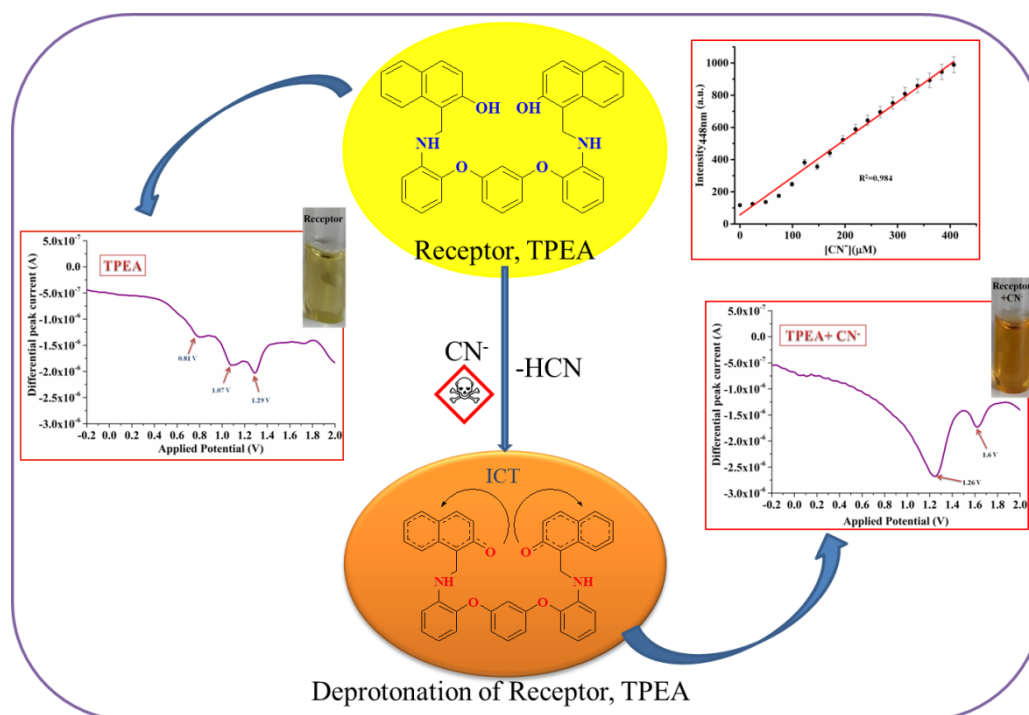 OH
OH
NH
NH
O
O
Receptor, TPEA
1000
800
600
400
200
0
Intensity448nm (a.u.)
R²=0.984
0
100
200
300
400
[CN⁻](μM)
Receptor
TPEA
5.0x10⁻⁷
0.0
-5.0x10⁻⁷
-1.0x10⁻⁶
-1.5x10⁻⁶
-2.0x10⁻⁶
-2.5x10⁻⁶
-3.0x10⁻⁶
Differential peak current (A)
0.81 V
1.07 V
1.29 V
-0.2 0.0 0.2 0.4 0.6 0.8 1.0 1.2 1.4 1.6 1.8 2.0
Applied Potential (V)
CN⁻
-HCN
Receptor
+CN
TPEA+ CN⁻
5.0x10⁻⁷
0.0
-5.0x10⁻⁷
-1.0x10⁻⁶
-1.5x10⁻⁶
-2.0x10⁻⁶
-2.5x10⁻⁶
-3.0x10⁻⁶
Differential peak current (A)
1.26 V
1.6 V
-0.2 0.0 0.2 0.4 0.6 0.8 1.0 1.2 1.4 1.6 1.8 2.0
Applied Potential (V)
ICT
O
O
NH
NH
O
O
Deprotonation of Receptor, TPEA